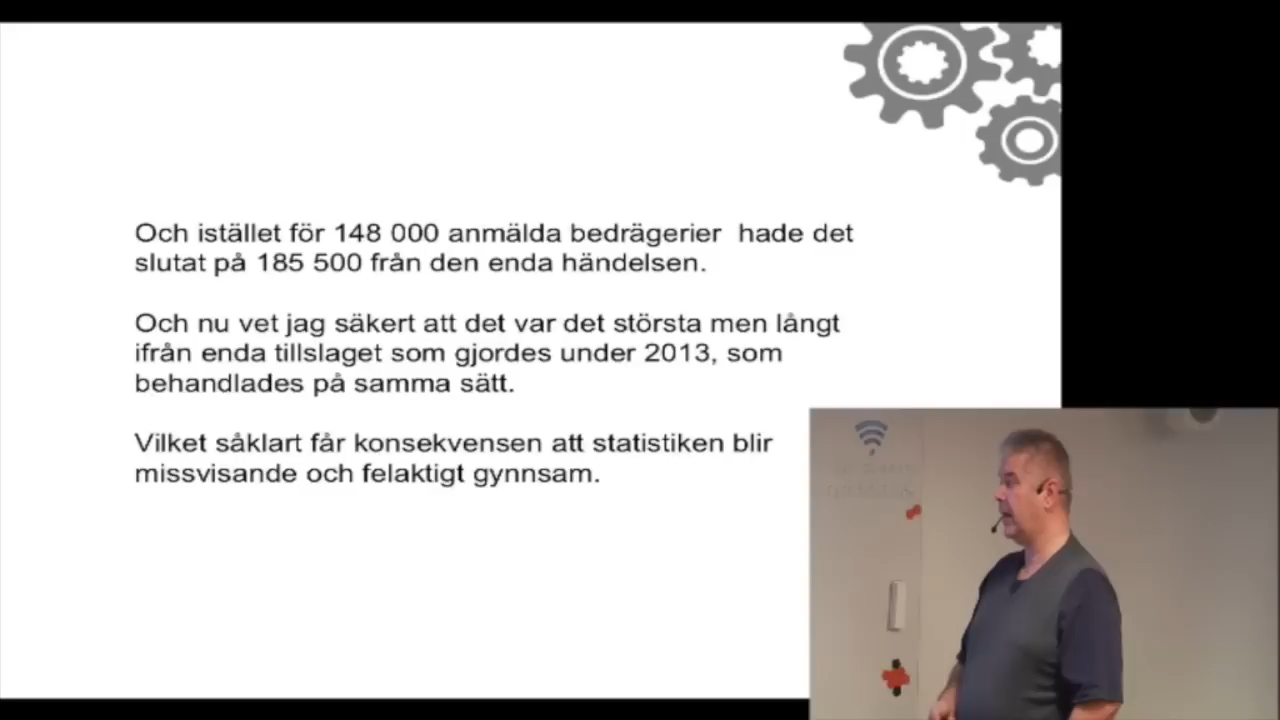 Och istället för 148 000 anmälda bedrägerier hade det
slutat på 185 500 från den enda händelsen.
Och nu vet jag säkert att det var det största men långt
ifrån enda tillslaget som gjordes under 2013, som
behandlades på samma sätt.
Vilket såklart får konsekvensen att statistiken blir
missvisande och felaktigt gynnsam.